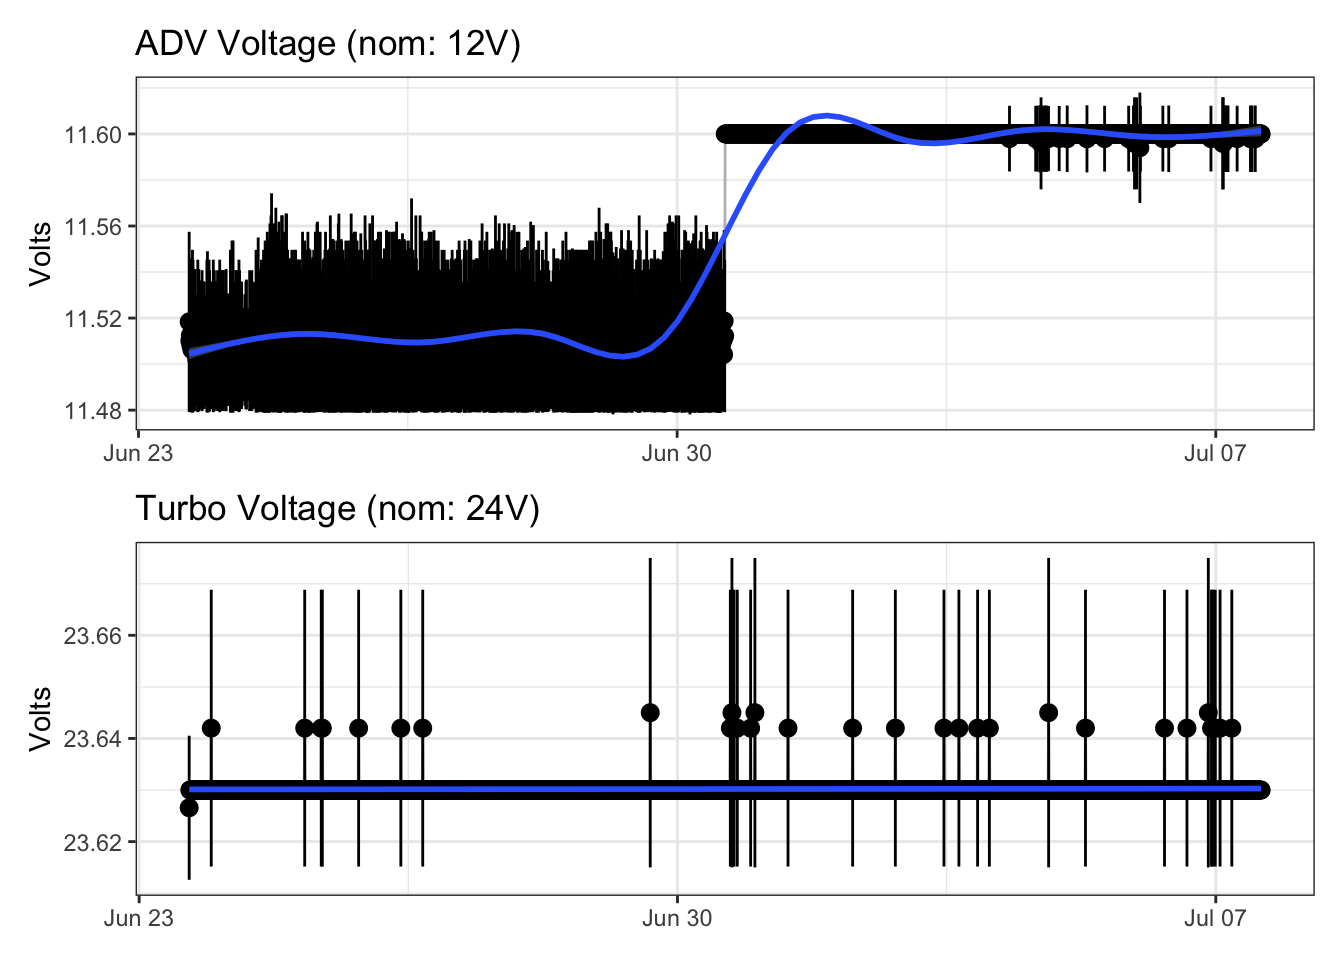 ADV Voltage (nom: 12V)
Volts
11.60
11.56
11.52
11.48
Jun 23
Jun 30
Jul 07
Turbo Voltage (nom: 24V)
Volts
23.66
23.64
23.62
Jun 23
Jun 30
Jul 07